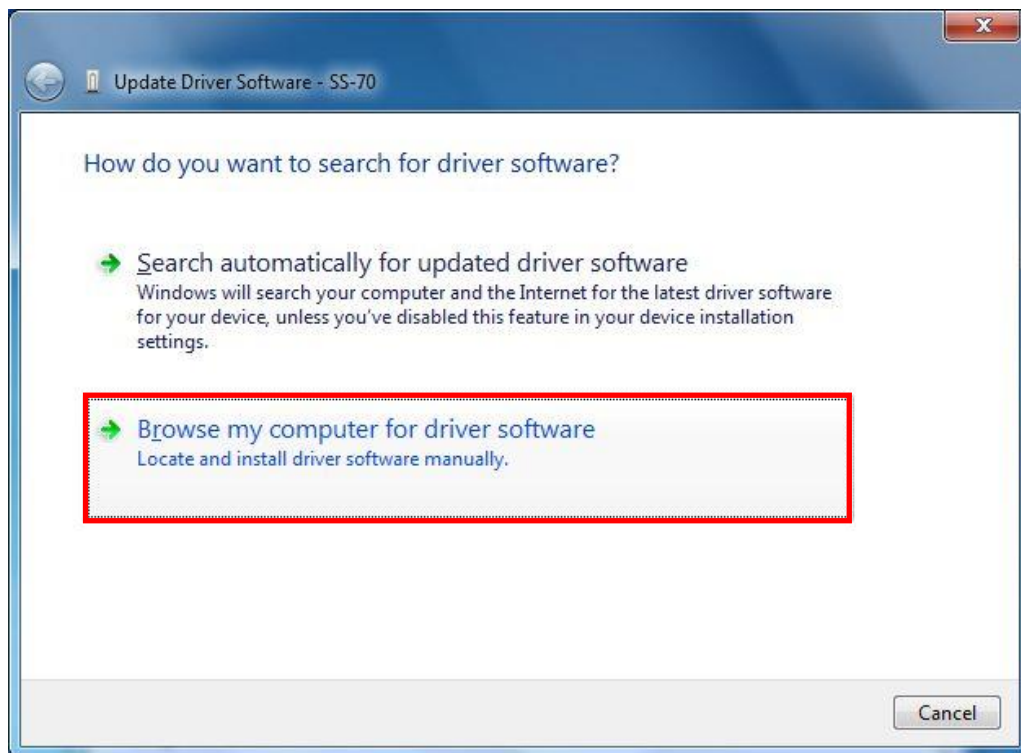 Update Driver Software - SS-70
How do you want to search for driver software?
Search automatically for updated driver software
Windows will search your computer and the Internet for the latest driver software
for your device, unless you've disabled this feature in your device installation
settings.
Browse my computer for driver software
Locate and install driver software manually.
Cancel